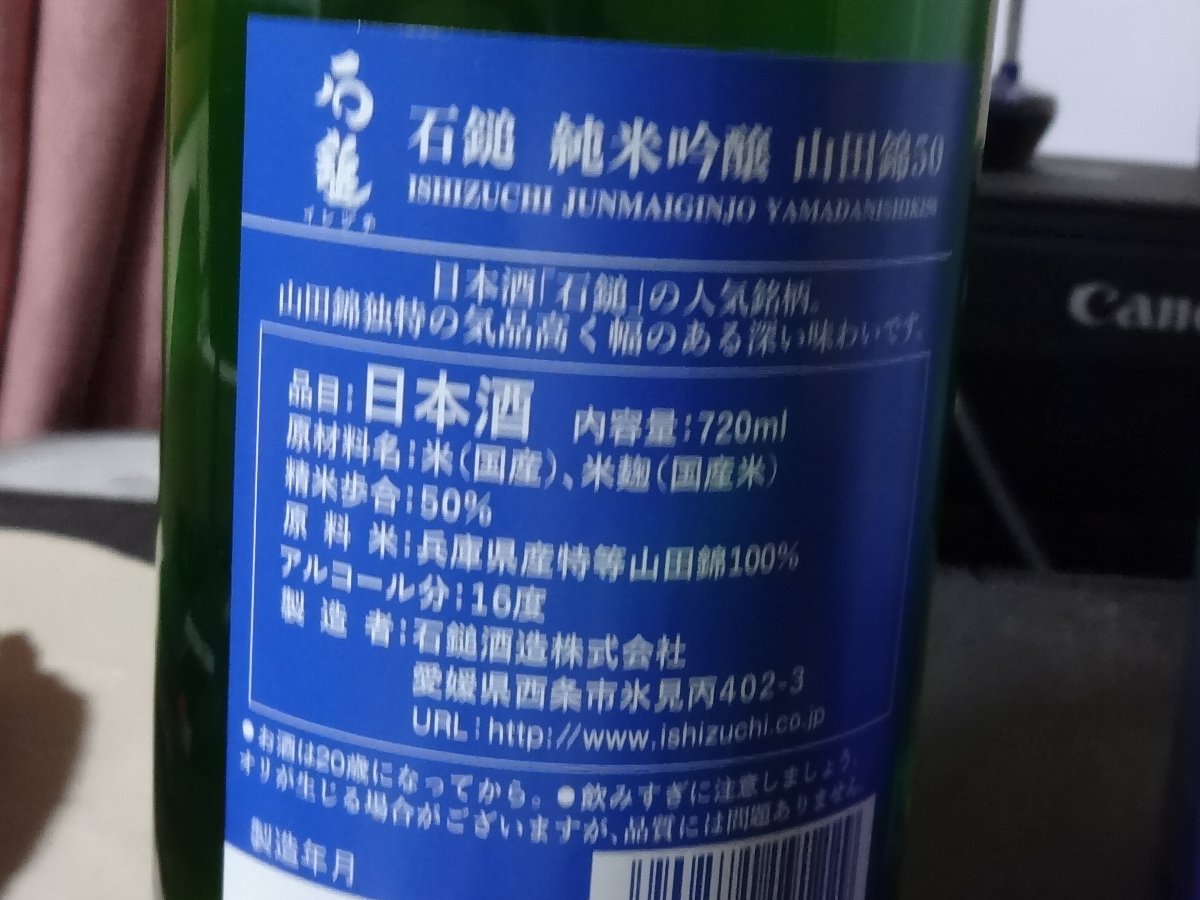 石鎚
いしづち
石鎚 純米吟醸 山田錦50
ISHIZUCHI JUNMAIGINJO YAMADANISHIKI50
日本酒「石鎚」の人気銘柄。
山田錦独特の気品高く幅のある深い味わいです。
品目:日本酒 内容量:720ml
原材料名:米(国産)、米麹(国産米)
精米歩合:50%
原料米:兵庫県産特等山田錦100%
アルコール分:16度
製造者:石鎚酒造株式会社
愛媛県西条市氷見丙402-3
URL:http://www.ishizuchi.co.jp
●お酒は20歳になってから。●飲みすぎに注意しましょう。
オリが生じる場合がございますが、品質には問題ありません。
製造年月